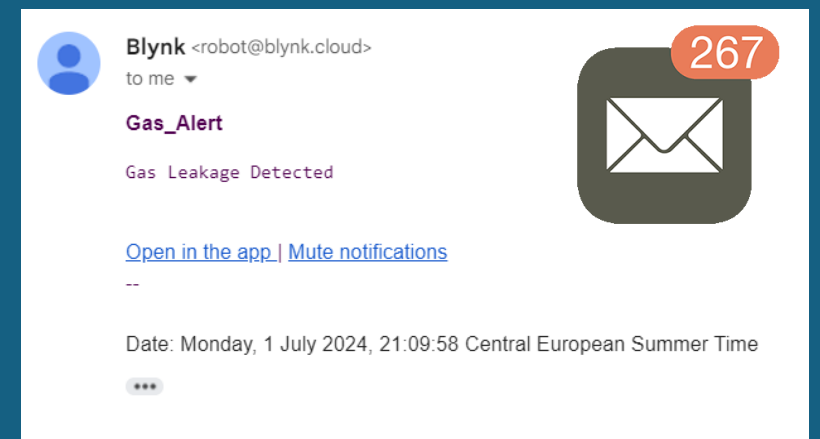 Blynk <robot@blynk.cloud>
267
to me
Gas_Alert
Gas Leakage Detected
Open in the app | Mute notifications
--
Date: Monday, 1 July 2024, 21:09:58 Central European Summer Time
•••